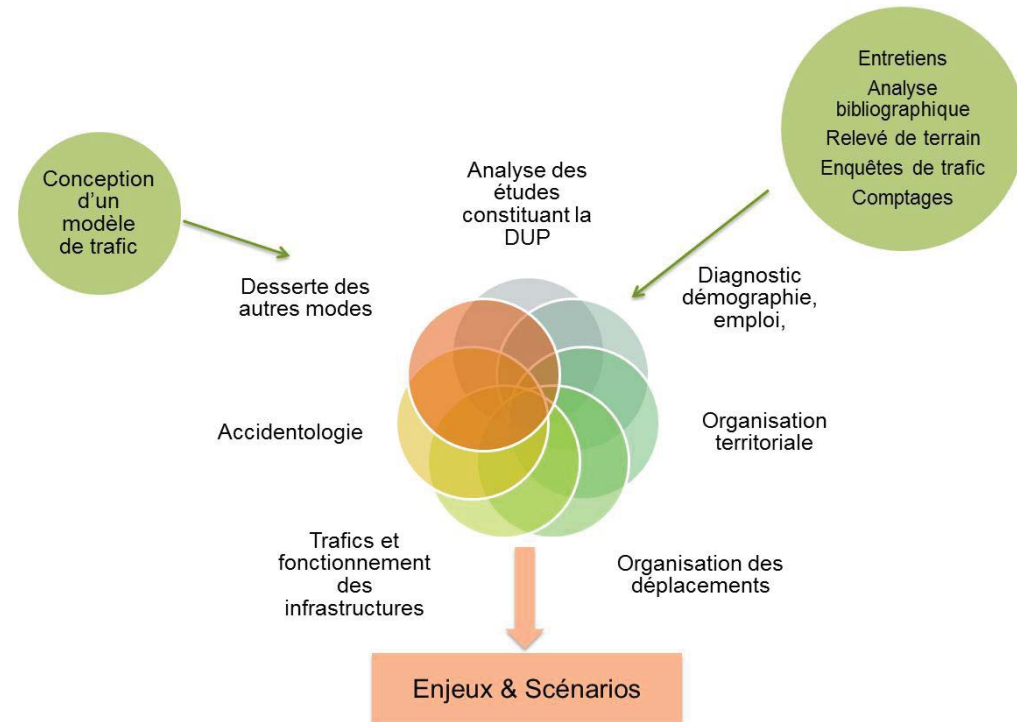 Entretiens
Analyse
bibliographique
Relevé de terrain
Enquêtes de trafic
Comptages
Conception
d’un
modèle
de trafic
Analyse des
études
constituant la
DUP
Desserte des
autres modes
Diagnostic
démographie,
emploi,
Accidentologie
Organisation
territoriale
Trafics et
fonctionnement
des
infrastructures
Organisation des
déplacements
Enjeux & Scénarios